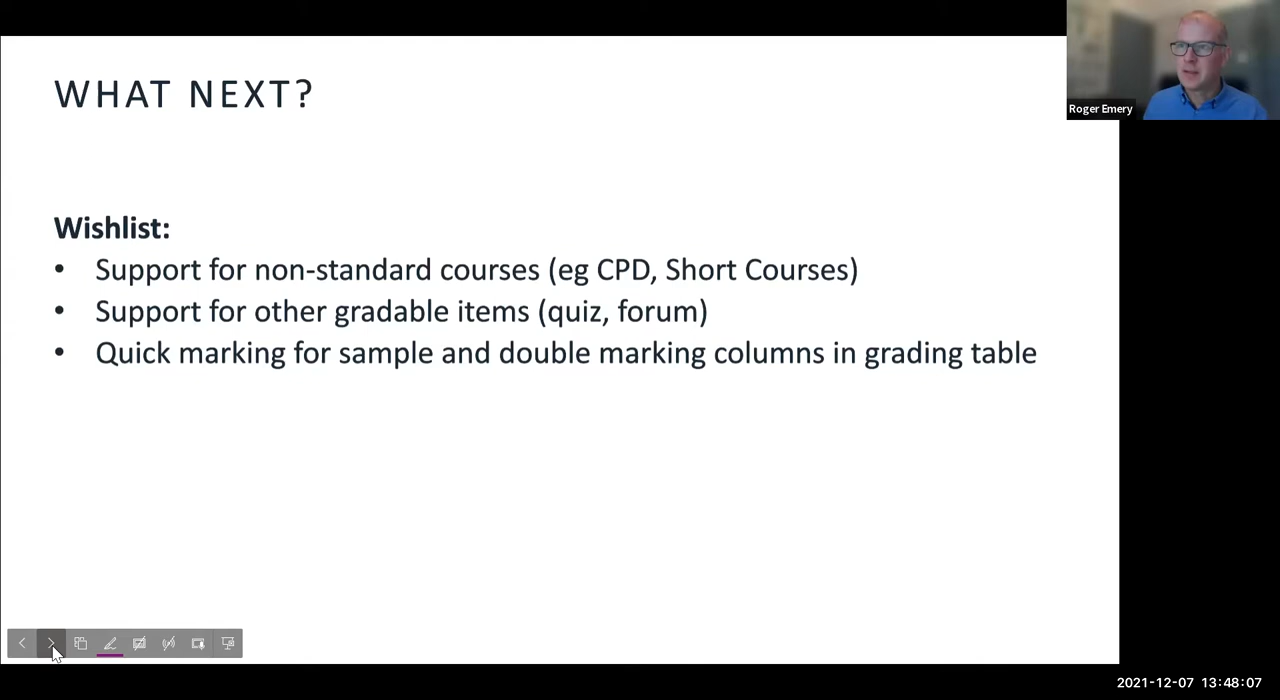 WHAT NEXT?
Roger Emery
Wishlist:
• Support for non-standard courses (eg CPD, Short Courses)
• Support for other gradable items (quiz, forum)
• Quick marking for sample and double marking columns in grading table
2021-12-07 13:48:07